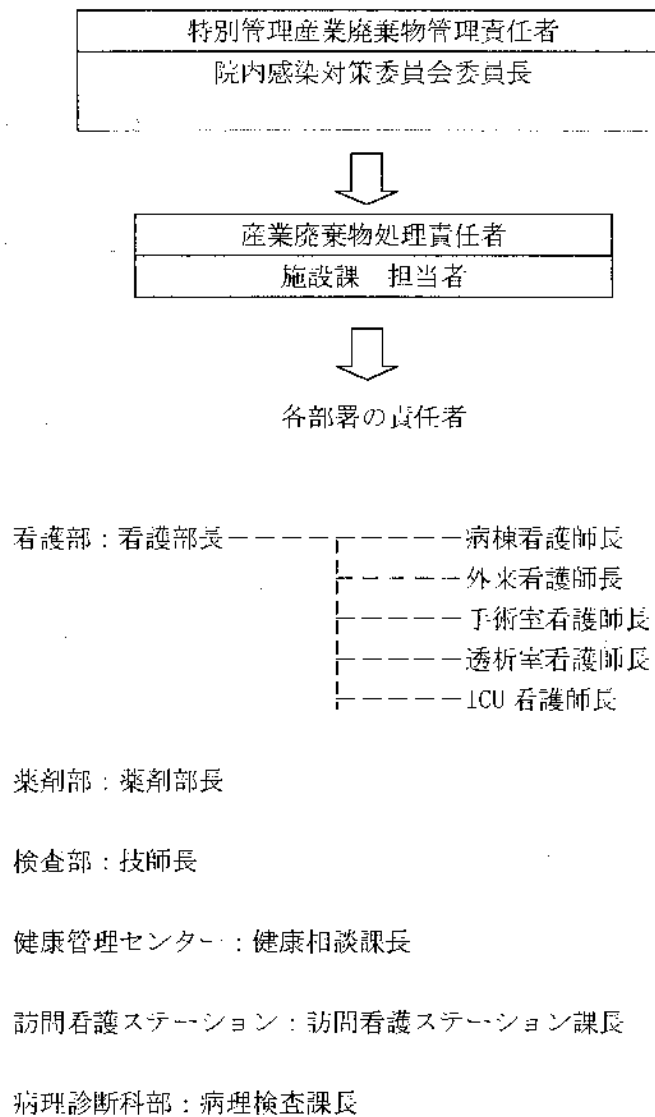 特別管理産業廃棄物管理責任者
院内感染対策委員会委員長
産業廃棄物処理責任者
施設課 担当者
各部署の責任者
看護部：看護部長 病棟看護師長
外来看護師長
手術室看護師長
透析室看護師長
ICU 看護師長
薬剤部：薬剤部長
検査部：技師長
健康管理センター：健康相談課長
訪問看護ステーション：訪問看護ステーション課長
病理診断科部：病理検査課長